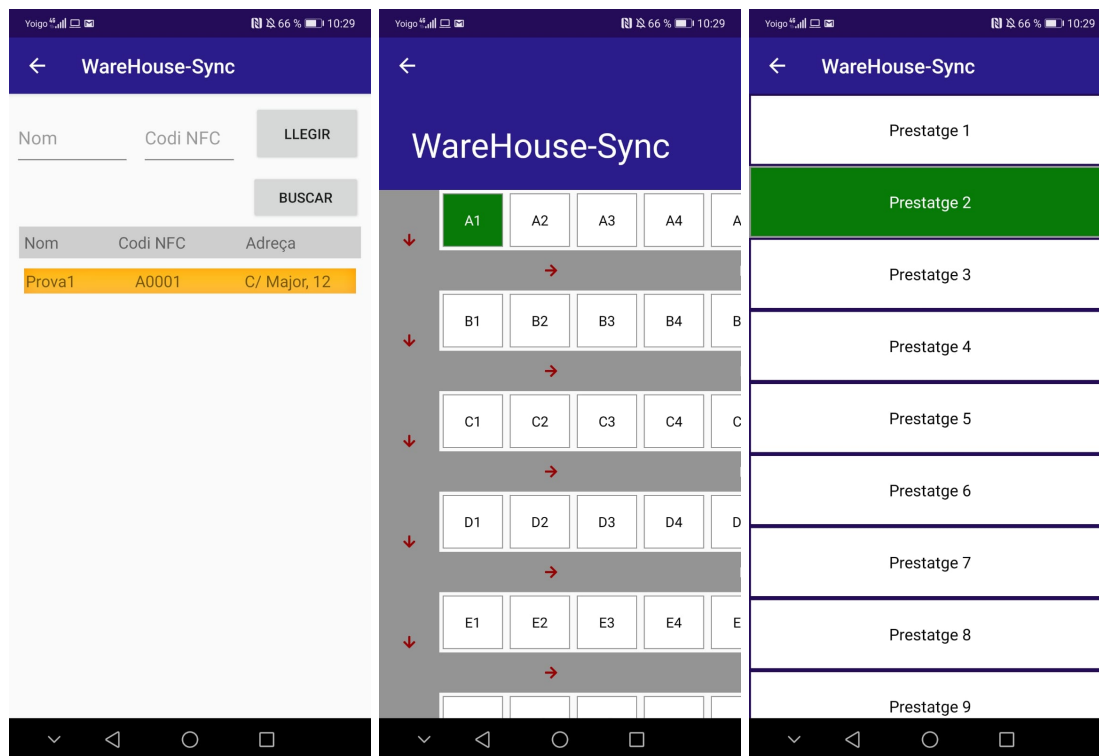 Yoigo 4G 66 % 10:29
WareHouse-Sync
Nom Codi NFC LLEGIR
BUSCAR
Nom Codi NFC Adreça
Prova1 A0001 C/ Major, 12
Yoigo 4G 66 % 10:29
WareHouse-Sync
A1 A2 A3 A4 A
B1 B2 B3 B4 B
C1 C2 C3 C4 C
D1 D2 D3 D4 D
E1 E2 E3 E4 E
Yoigo 4G 66 % 10:29
WareHouse-Sync
Prestatge 1
Prestatge 2
Prestatge 3
Prestatge 4
Prestatge 5
Prestatge 6
Prestatge 7
Prestatge 8
Prestatge 9